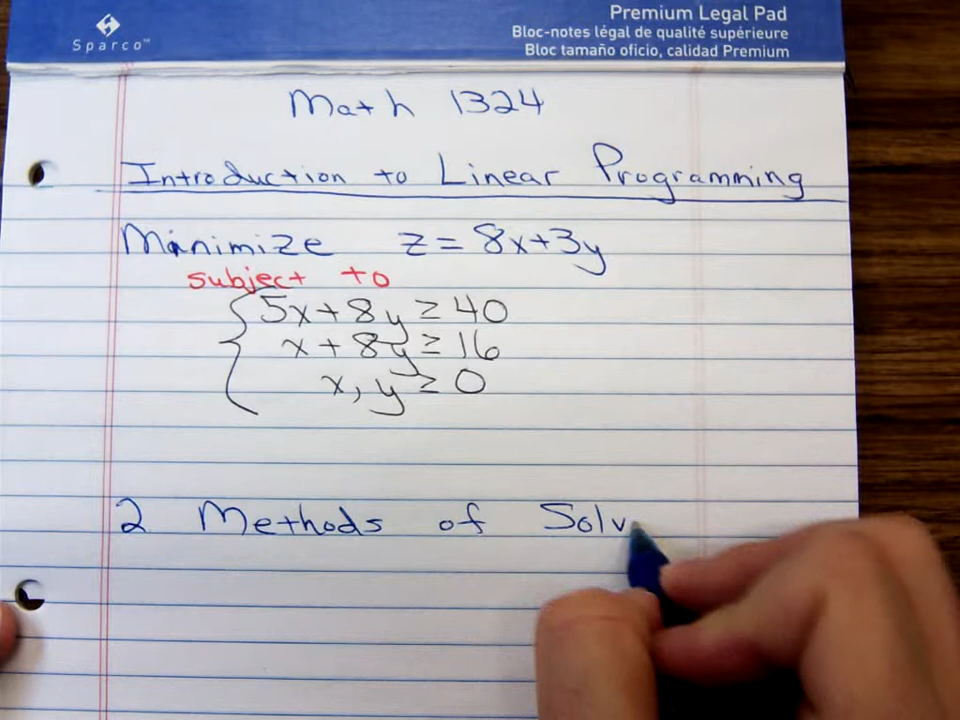 Sparco™
Premium Legal Pad
Bloc-notes légal de qualité supérieure
Bloc tamaño oficio, calidad Premium
Math 1324
Introduction to Linear Programming
Minimize z = 8x+3y
subject to
5x+8y ≥ 40
x + 8y ≥ 16
x, y ≥ 0
2 Methods of Solv